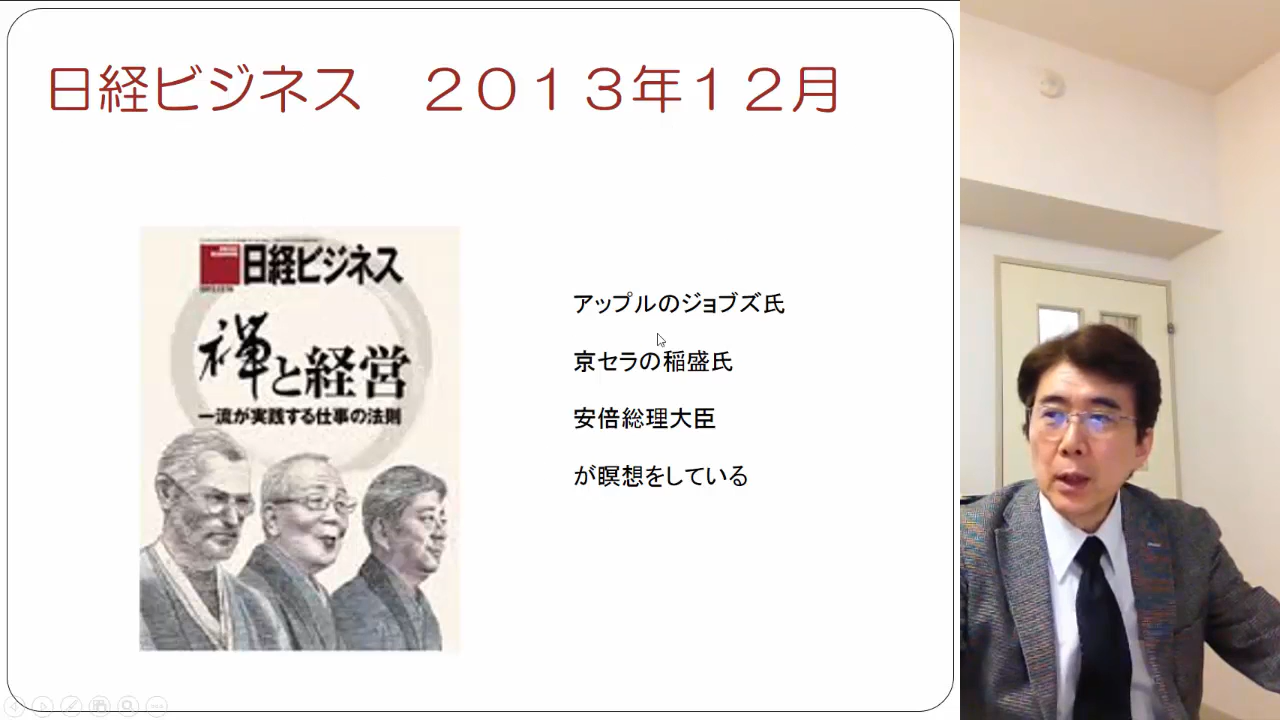 日経ビジネス　２０１３年１２月
日経ビジネス
禅と経営
一流が実践する仕事の法則
アップルのジョブズ氏
京セラの稲盛氏
安倍総理大臣
が瞑想をしている